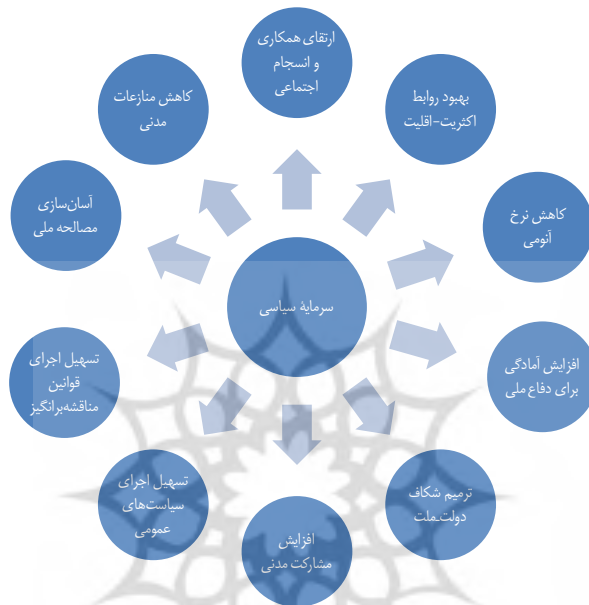 ارتقای همکاری
و انسجام
اجتماعی
بهبود روابط
اکثریت-اقلیت
کاهش نرخ
آنومی
افزایش آمادگی
برای دفاع ملی
ترمیم شکاف
دولت‌ملت
افزایش
مشارکت مدنی
تسهیل اجرای
سیاست‌های
عمومی
تسهیل اجرای
قوانین
مناقشه‌برانگیز
آسان‌سازی
مصالحه ملی
کاهش منازعات
مدنی
سرمایۀ سیاسی